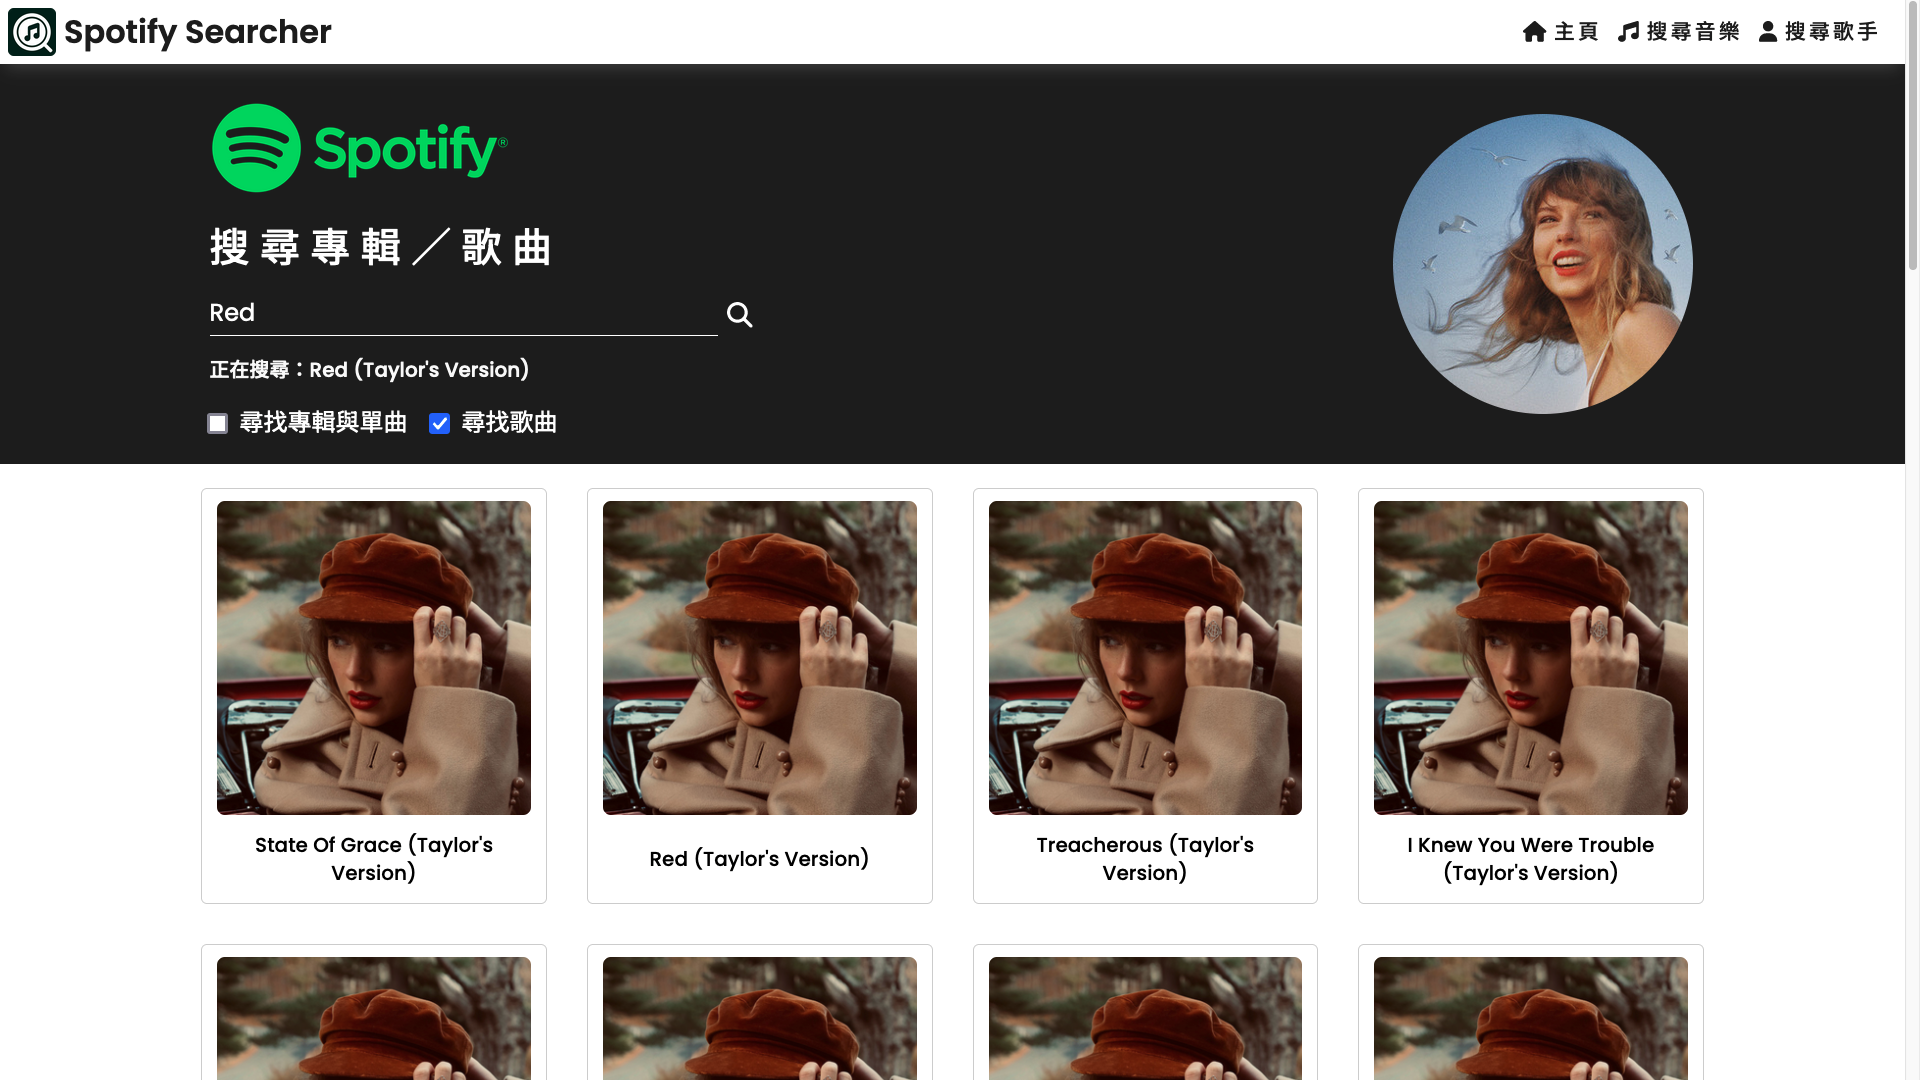 Spotify Searcher
主頁
搜尋音樂
搜尋歌手
Spotify®
搜尋專輯／歌曲
Red
正在搜尋：Red (Taylor's Version)
尋找專輯與單曲
尋找歌曲
State Of Grace (Taylor's
Version)
Red (Taylor's Version)
Treacherous (Taylor's
Version)
I Knew You Were Trouble
(Taylor's Version)